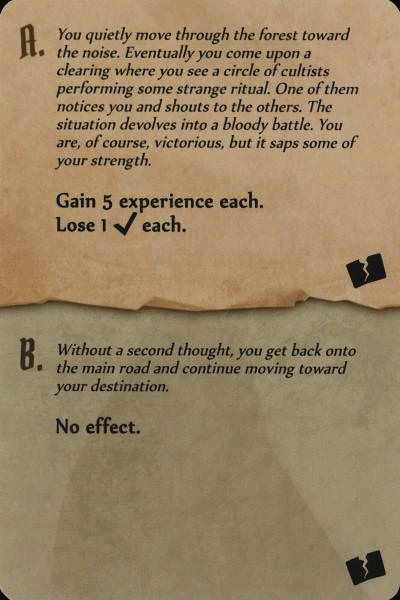 A. You quietly move through the forest toward
the noise. Eventually you come upon a
clearing where you see a circle of cultists
performing some strange ritual. One of them
notices you and shouts to the others. The
situation devolves into a bloody battle. You
are, of course, victorious, but it saps some of
your strength.
Gain 5 experience each.
Lose 1 ✓ each.
B. Without a second thought, you get back onto
the main road and continue moving toward
your destination.
No effect.